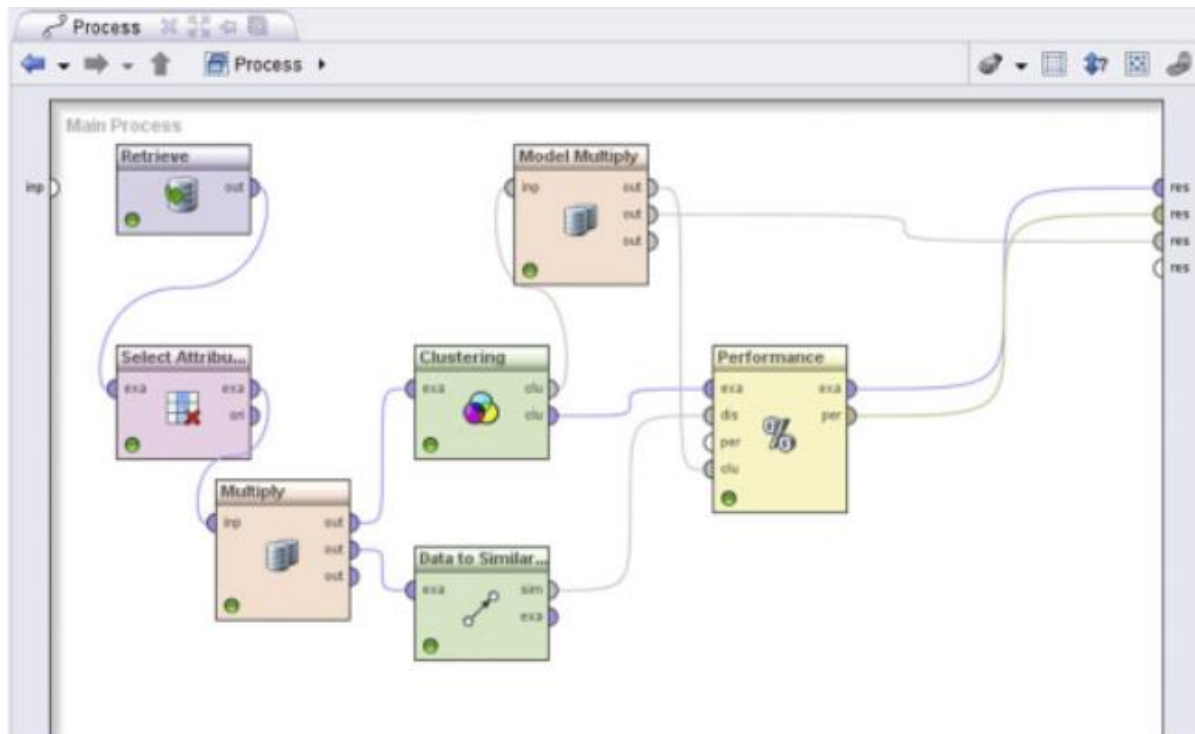 Process
Process
Main Process
inp
Retrieve
out
Model Multiply
inp
out
out
out
res
res
res
res
Select Attribu...
exa
exa
ori
Clustering
exa
clu
clu
Performance
exa
dis
per
clu
exa
per
%
Multiply
inp
out
out
out
Data to Similar...
exa
sim
exa